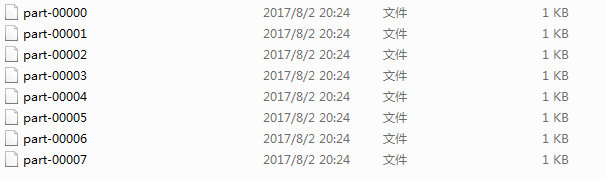 part-00000 2017/8/2 20:24 文件 1 KB
part-00001 2017/8/2 20:24 文件 1 KB
part-00002 2017/8/2 20:24 文件 1 KB
part-00003 2017/8/2 20:24 文件 1 KB
part-00004 2017/8/2 20:24 文件 1 KB
part-00005 2017/8/2 20:24 文件 1 KB
part-00006 2017/8/2 20:24 文件 1 KB
part-00007 2017/8/2 20:24 文件 1 KB